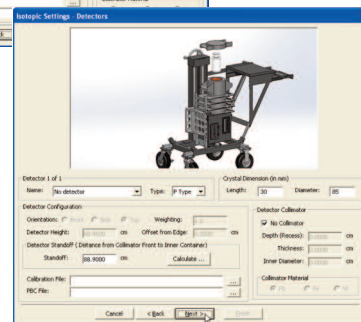 Isotopic Settings - Detectors
Detector 1 of 1
Crystal Dimension (in mm)
Name: No detector Type: P Type Length: 30 Diameter: 85
Detector Configuration
Detector Collimator
Orientation: Front Side Top Weighting:
No Collimator
Detector Height: cm Offset from Edge: cm
Depth (Recess): cm
Detector Standoff (Distance from Collimator Front to Inner Container)
Thickness: cm
Standoff: 88.9000 cm Calculate ...
Inner Diameter: cm
Calibration File: ...
Collimator Material
PBC File: ...
Cancel < Back Next > Finish